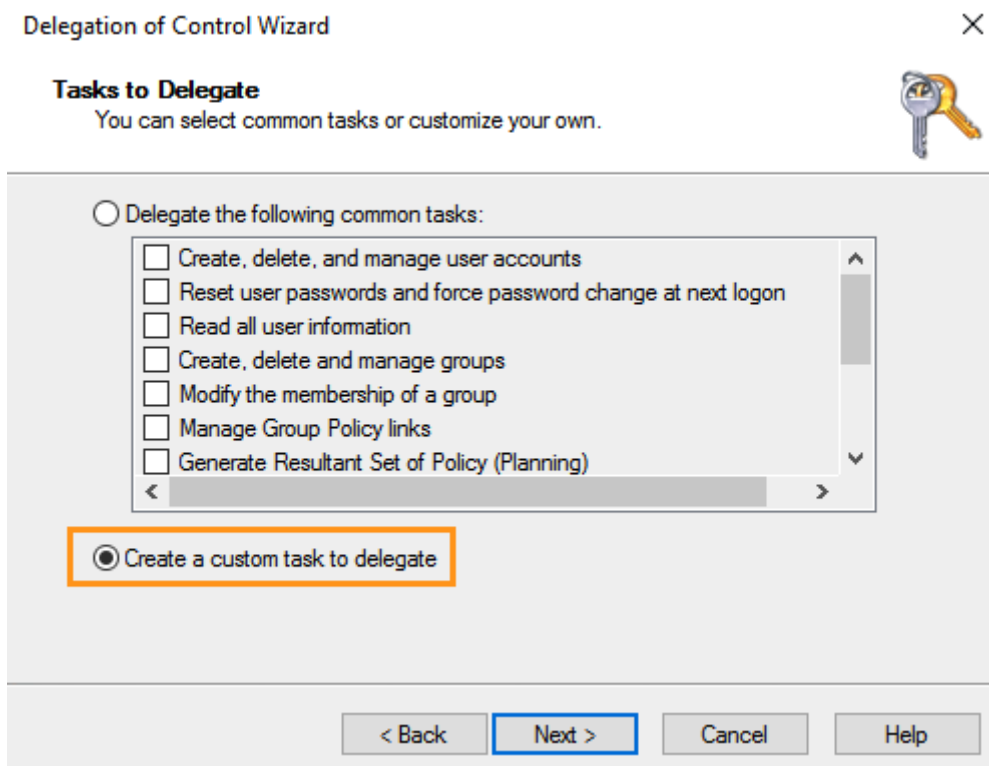 Delegation of Control Wizard
Tasks to Delegate
You can select common tasks or customize your own.
Delegate the following common tasks:
Create, delete, and manage user accounts
Reset user passwords and force password change at next logon
Read all user information
Create, delete and manage groups
Modify the membership of a group
Manage Group Policy links
Generate Resultant Set of Policy (Planning)
Create a custom task to delegate
< Back Next > Cancel Help